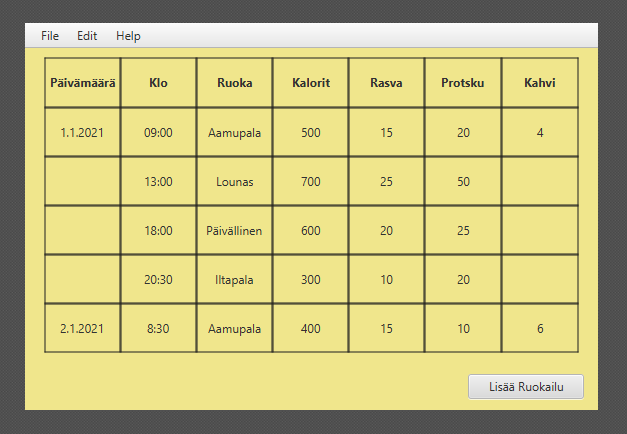 File Edit Help
Päivämäärä Klo Ruoka Kalorit Rasva Protsku Kahvi
1.1.2021 09:00 Aamupala 500 15 20 4
13:00 Lounas 700 25 50
18:00 Päivällinen 600 20 25
20:30 Iltapala 300 10 20
2.1.2021 8:30 Aamupala 400 15 10 6
Lisää Ruokailu